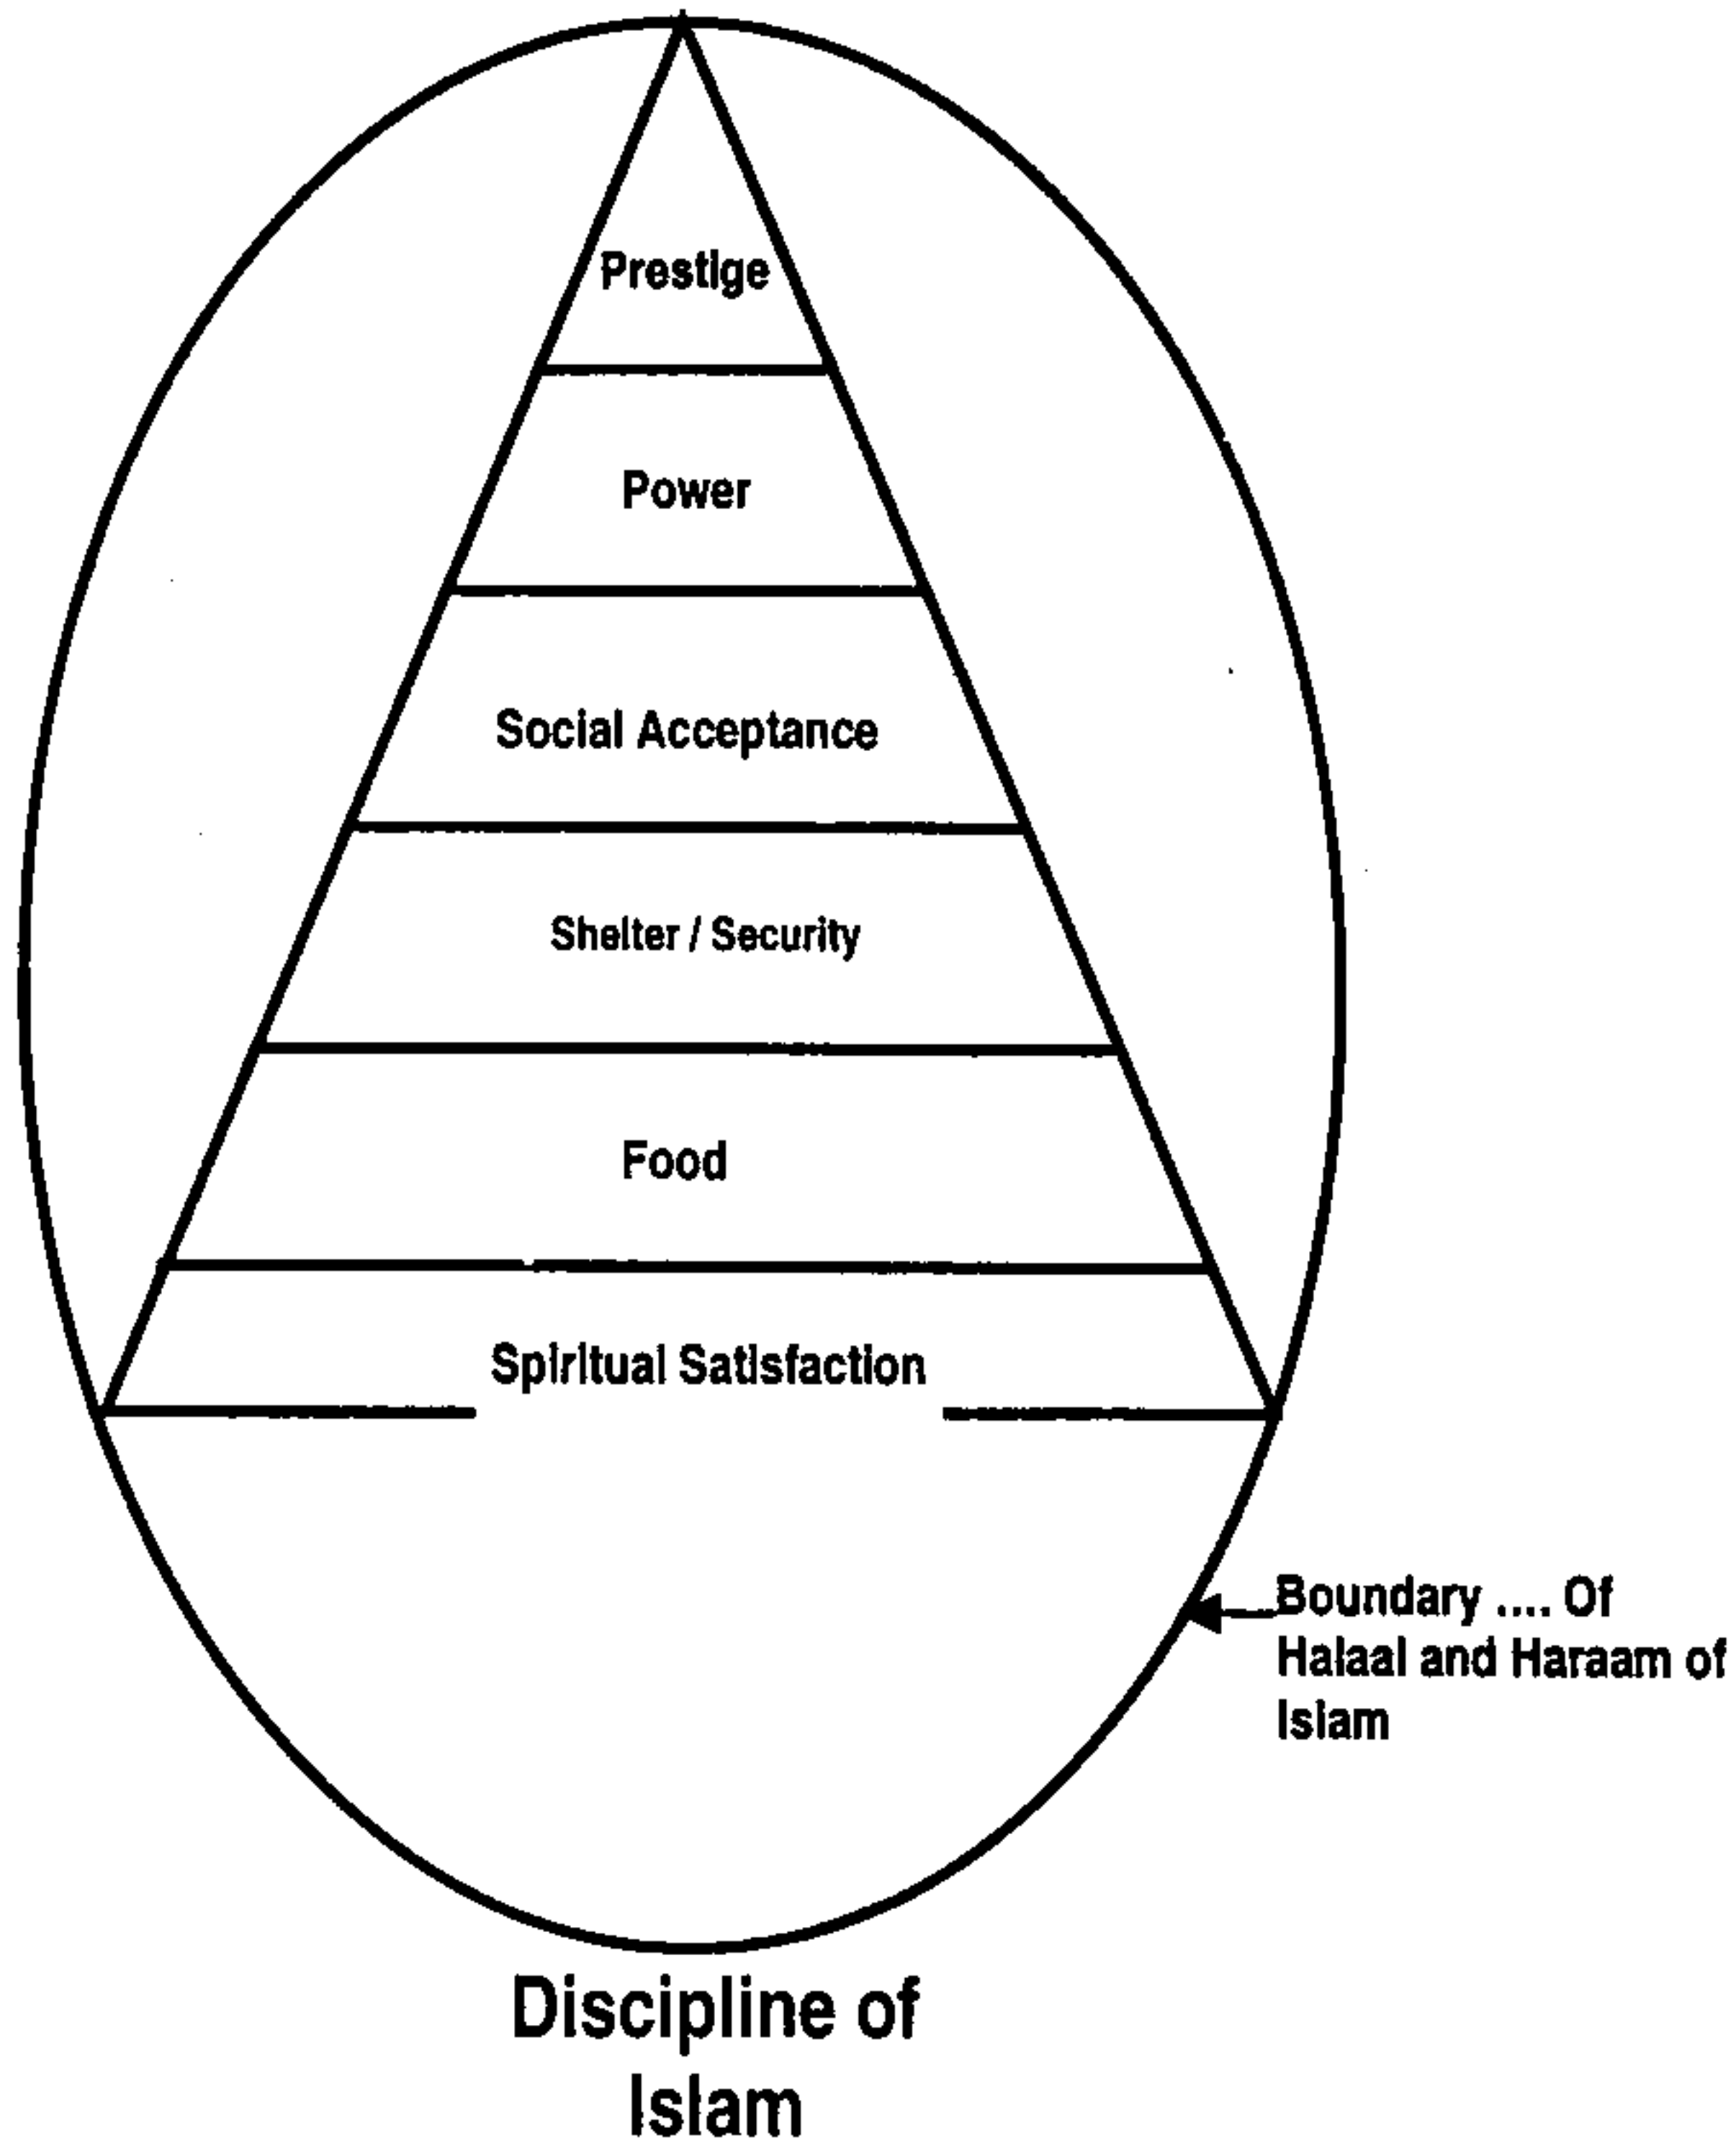 Prestige
Power
Social Acceptance
Shelter / Security
Food
Spiritual Satisfaction
Boundary .... Of
Halaal and Haraam of
Islam
Discipline of
Islam